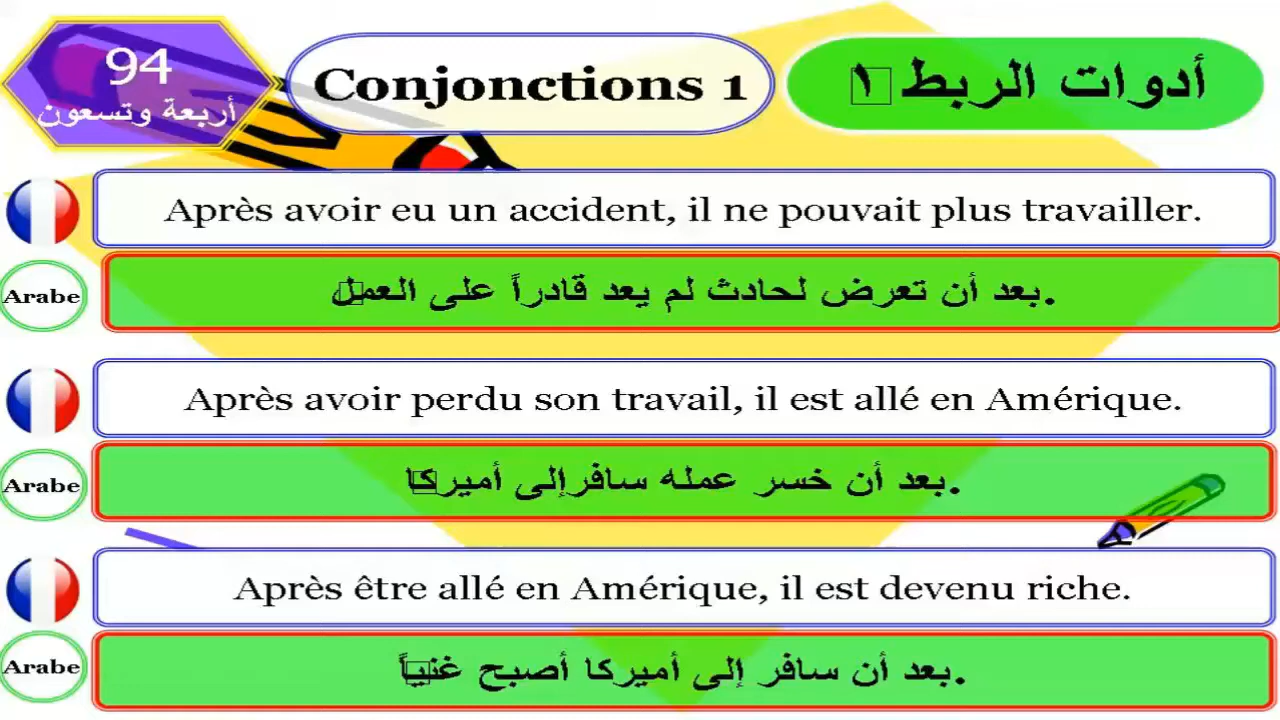 94
أربعة وتسعون
Conjonctions 1
أدوات الربط ١
Après avoir eu un accident, il ne pouvait plus travailler.
Arabe
بعد أن تعرض لحادث لم يعد قادراً على العمل.
Après avoir perdu son travail, il est allé en Amérique.
Arabe
بعد أن خسر عمله سافرإلى أميركا.
Après être allé en Amérique, il est devenu riche.
Arabe
بعد أن سافر إلى أميركا أصبح غنياً.